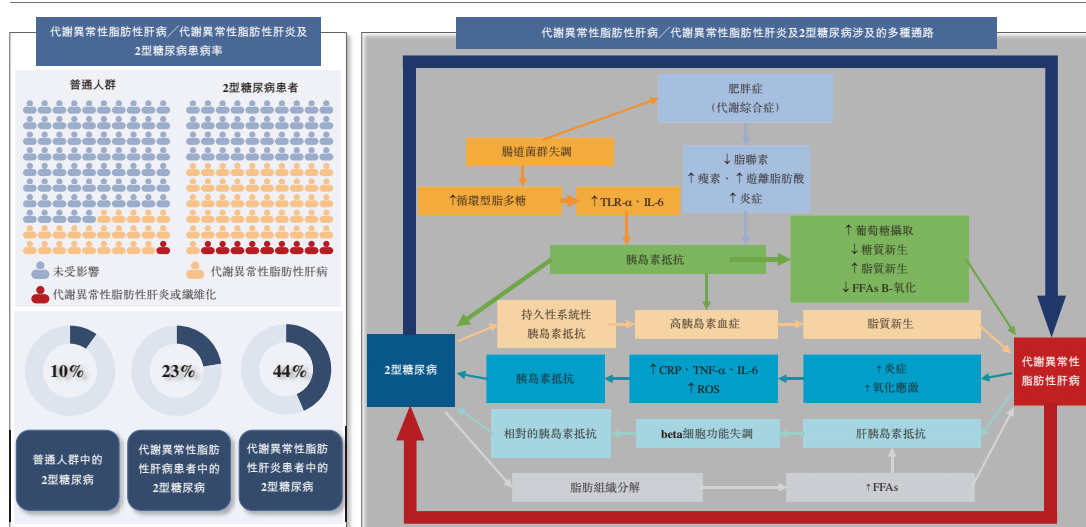 代謝異常性脂肪性肝病／代謝異常性脂肪性肝炎及
2型糖尿病患病率
普通人群
2型糖尿病患者
未受影響
代謝異常性脂肪性肝病
代謝異常性脂肪性肝炎或纖維化
10%
23%
44%
普通人群中的
2型糖尿病
代謝異常性脂肪
性肝病患者中的
2型糖尿病
代謝異常性脂肪
性肝炎患者中的
2型糖尿病
代謝異常性脂肪性肝病／代謝異常性脂肪性肝炎及2型糖尿病涉及的多種通路
肥胖症
(代謝綜合症)
腸道菌群失調
↓脂聯素
↑瘦素、↑遊離脂肪酸
↑炎症
↑循環型脂多糖
↑TLR-α、IL-6
胰島素抵抗
↑葡萄糖攝取
↓糖質新生
↑脂質新生
↓FFAs B-氧化
持久性系統性
胰島素抵抗
高胰島素血症
脂質新生
2型糖尿病
胰島素抵抗
↑CRP、TNF-α、IL-6
↑ROS
↑炎症
↑氧化應激
代謝異常性
脂肪性肝病
相對的胰島素抵抗
beta細胞功能失調
肝胰島素抵抗
脂肪組織分解
↑FFAs